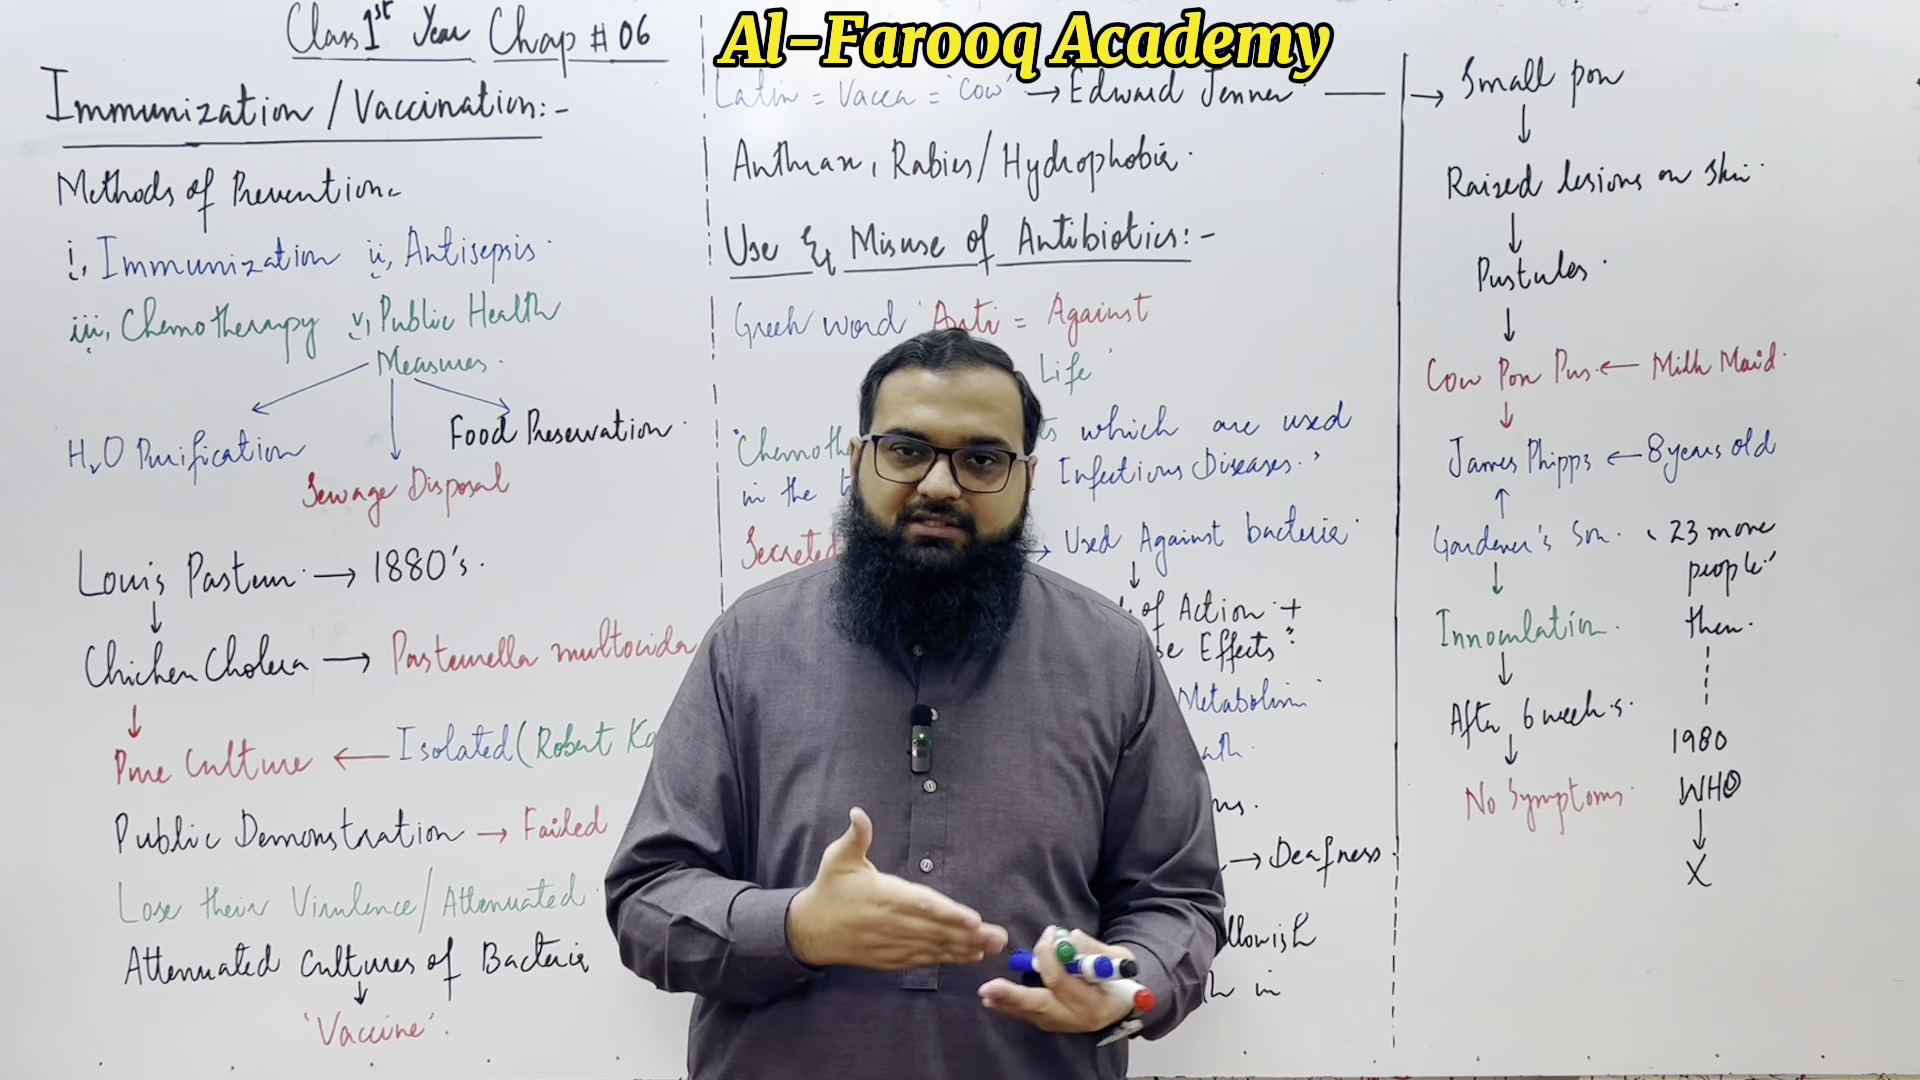 Al-Farooq Academy
Class 1st Year Chap # 06
Immunization / Vaccination:-
Methods of Prevention
i, Immunization ii, Antisepsis
iii, Chemotherapy v, Public Health
Measures
H2O Purification
Sewage Disposal
Food Preservation
Louis Pasteur → 1880's
↓
Chicken Cholera → Pasteurella multocida
↓
Pure Culture ← Isolated (Robert
Public Demonstration → Failed
Lose their Virulence / Attenuated
Attenuated Cultures of Bacteria
↓
'Vaccine'
Latin = Vacca = 'Cow' → Edward Jenner →
Anthrax, Rabies / Hydrophobia
Use & Misuse of Antibiotics:-
Greek word 'Anti = Against
Life'
which are used
in the
Infectious Diseases."
Secreted
→ Used Against bacteria
↓
of Action +
Effects"
Metabolism
→ Deafness
in
Small pox
↓
Raized lesions on skin
↓
Pustules
↓
Cow Pox Pus ← Milk Maid
↓
James Phipps ← 8 years old
↑
Gardener's Son
↓
Innoculation
↓
After 6 weeks
↓
No Symptoms
23 more
people"
then
1980
WHO
↓
X